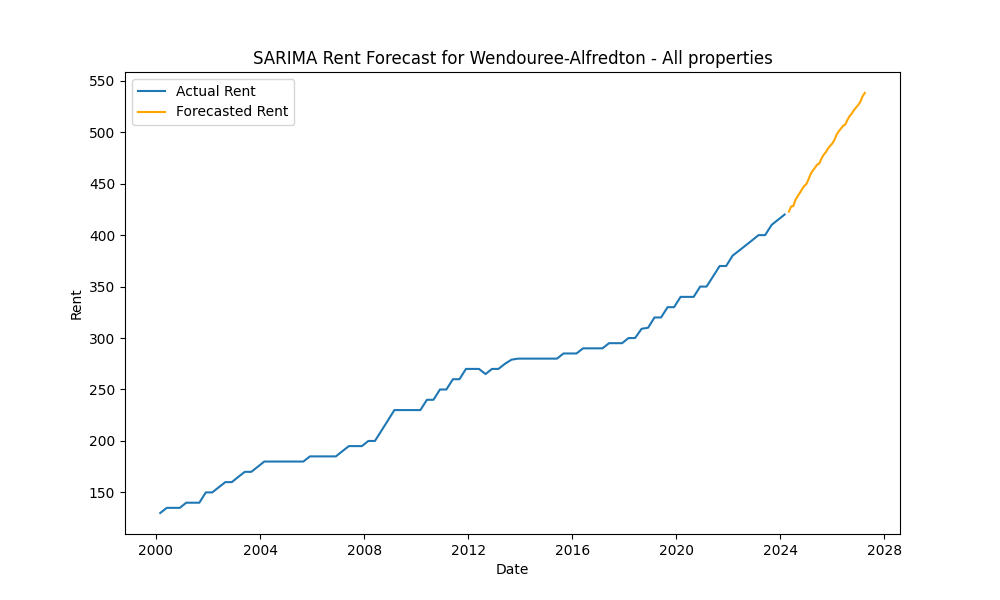 SARIMA Rent Forecast for Wendouree-Alfredton - All properties
Actual Rent
Forecasted Rent
550
500
450
400
350
300
250
200
150
Rent
2000 2004 2008 2012 2016 2020 2024 2028
Date